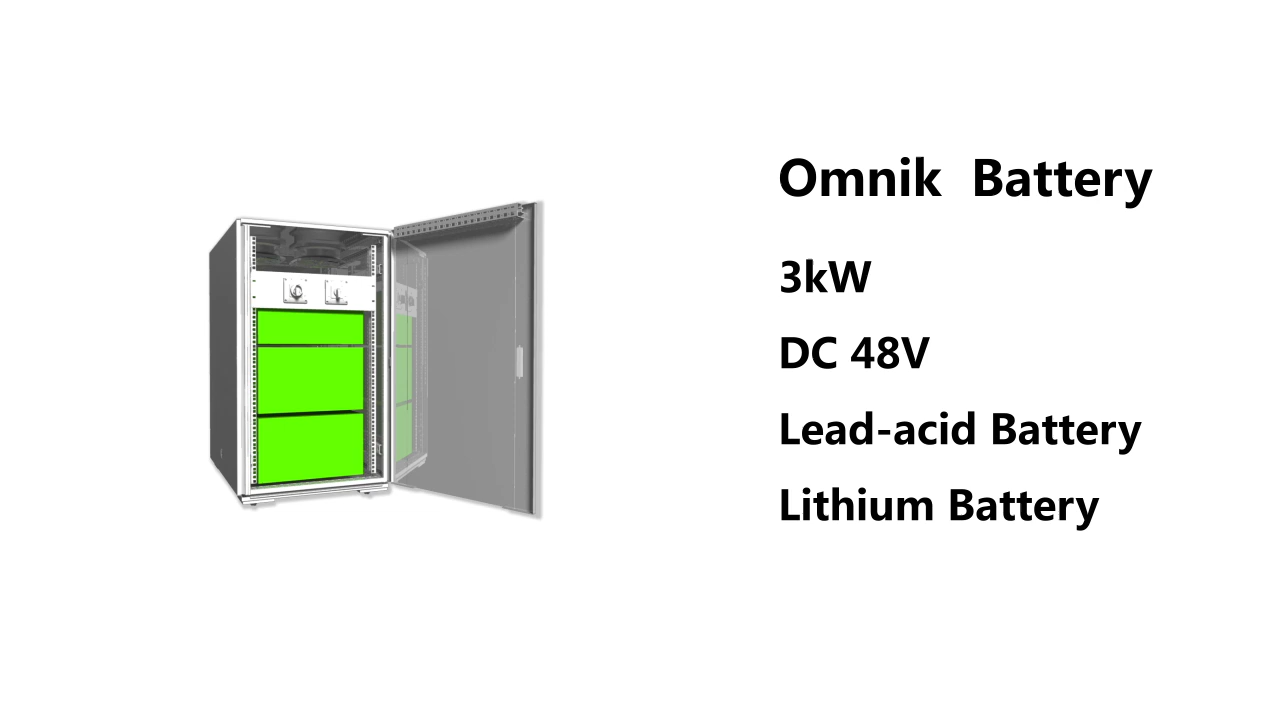 Omnik  Battery
3kW
DC 48V
Lead-acid Battery
Lithium Battery